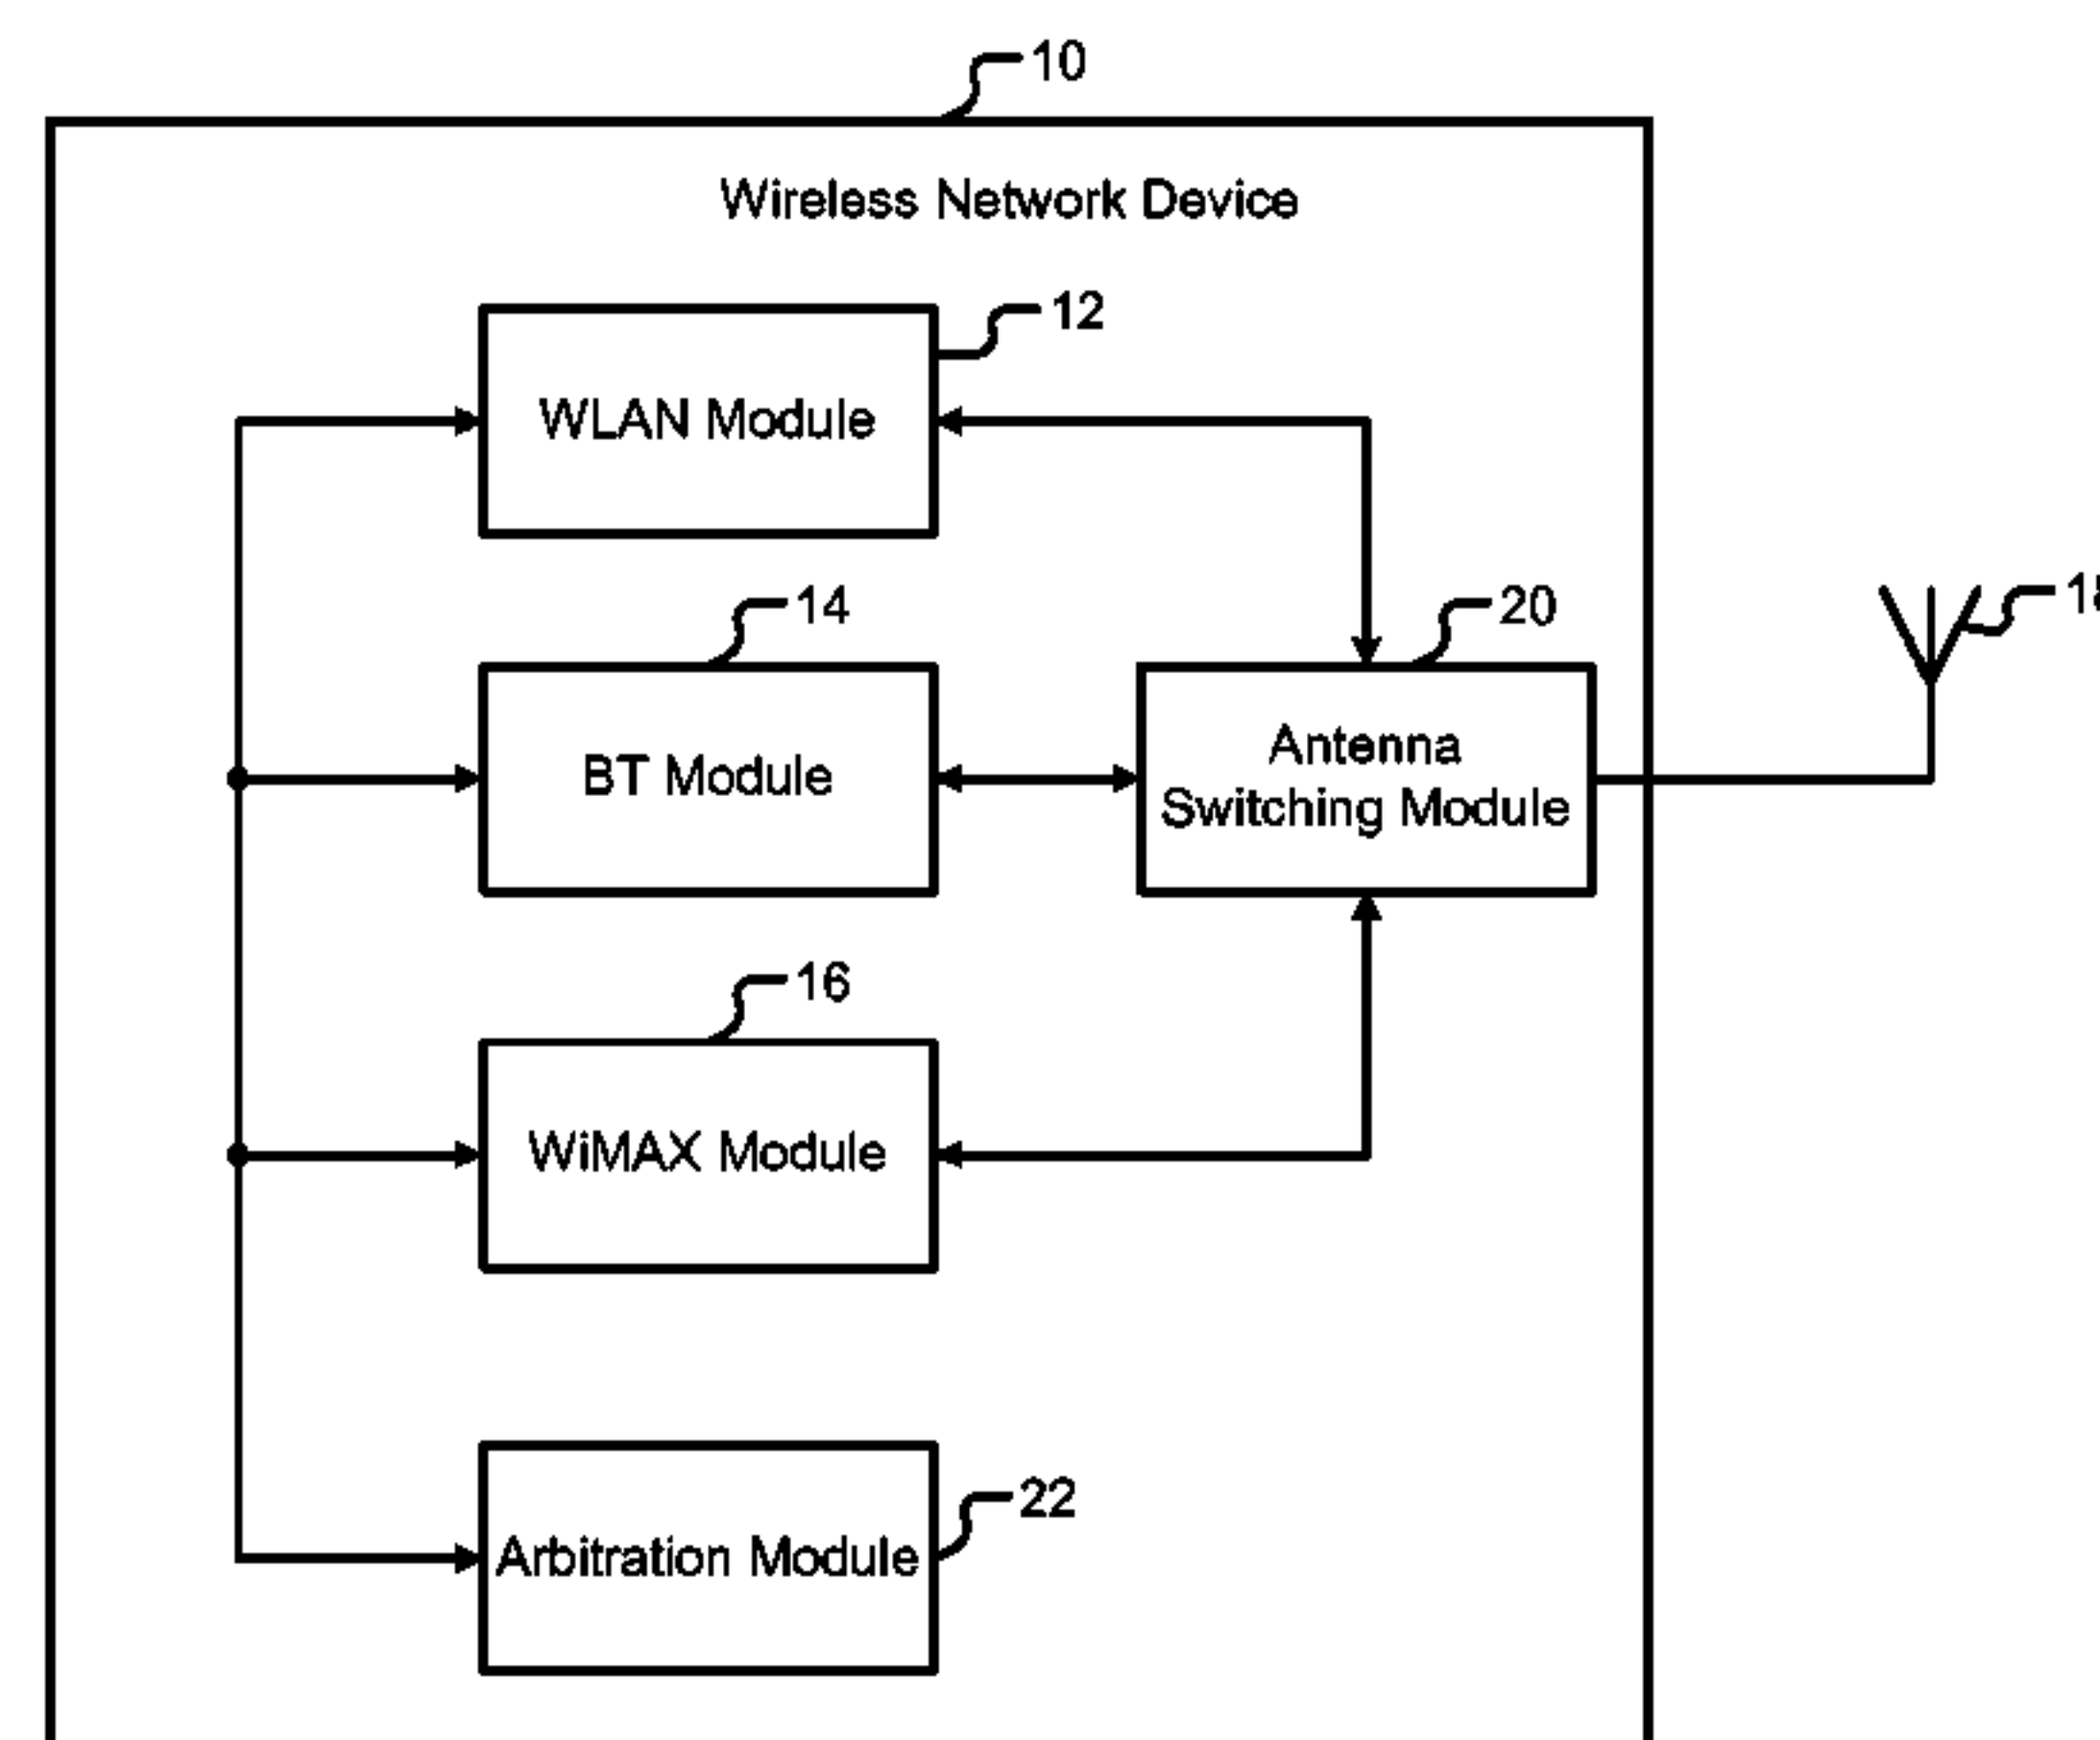 10
Wireless Network Device
12
WLAN Module
14
20
BT Module
Antenna
Switching Module
16
WiMAX Module
22
Arbitration Module